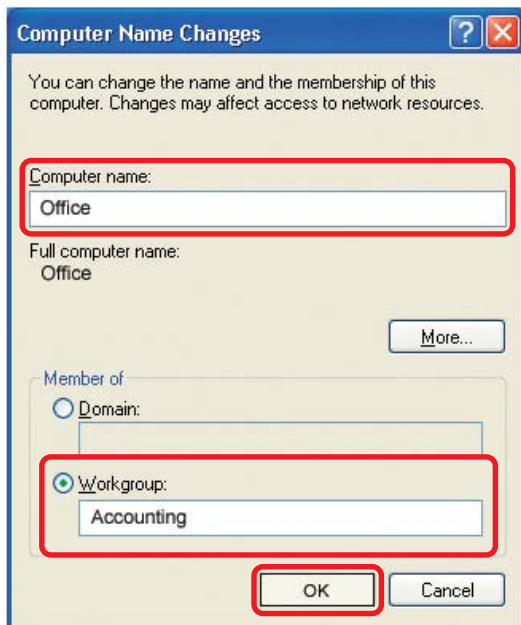 Computer Name Changes
You can change the name and the membership of this
computer. Changes may affect access to network resources.
Computer name:
Office
Full computer name:
Office
More...
Member of
Domain:
Workgroup:
Accounting
OK
Cancel